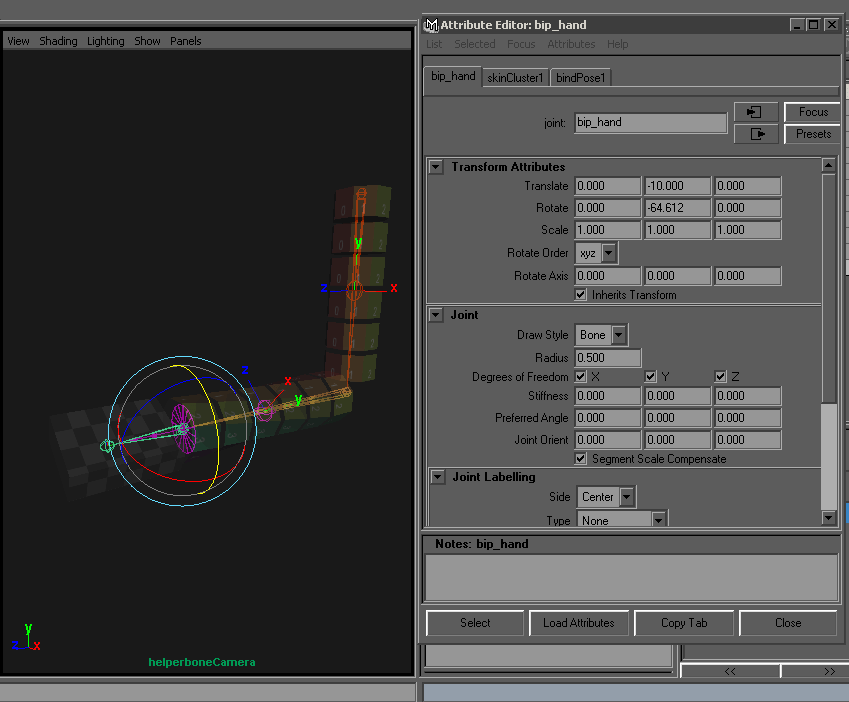 Attribute Editor: bip_hand
View Shading Lighting Show Panels
List Selected Focus Attributes Help
bip_hand skinCluster1 bindPose1
joint: bip_hand
Focus
Presets
Transform Attributes
Translate 0.000 -10.000 0.000
Rotate 0.000 -64.612 0.000
Scale 1.000 1.000 1.000
Rotate Order xyz
Rotate Axis 0.000 0.000 0.000
Inherits Transform
Joint
Draw Style Bone
Radius 0.500
Degrees of Freedom X Y Z
Stiffness 0.000 0.000 0.000
Preferred Angle 0.000 0.000 0.000
Joint Orient 0.000 0.000 0.000
Segment Scale Compensate
Joint Labelling
Side Center
Type None
Notes: bip_hand
Select Load Attributes Copy Tab Close
<< >>
y
z x
z
x
y
y
z x
helperboneCamera